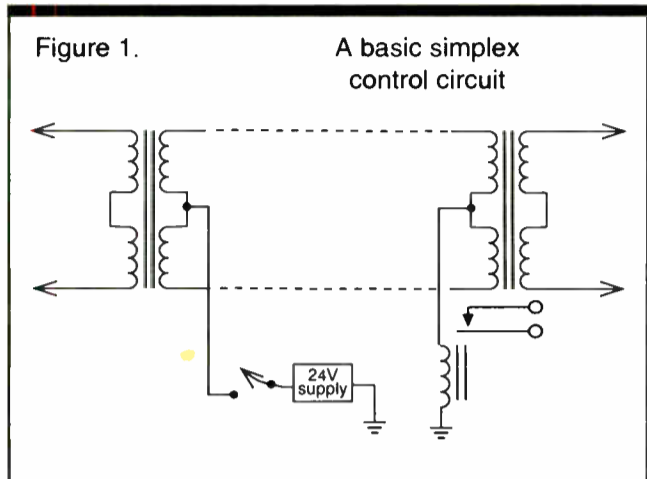 Figure 1.
A basic simplex
control circuit
24V
supply